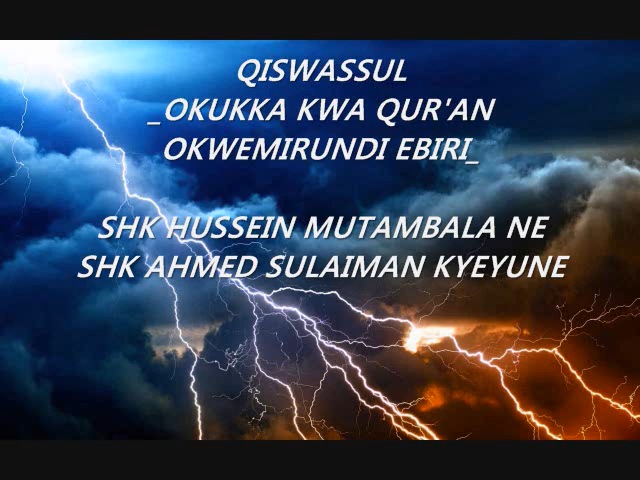 QISWASSUL
_OKUKKA KWA QUR'AN
OKWEMIRUNDI EBIRI_
SHK HUSSEIN MUTAMBALA NE
SHK AHMED SULAIMAN KYEYUNE